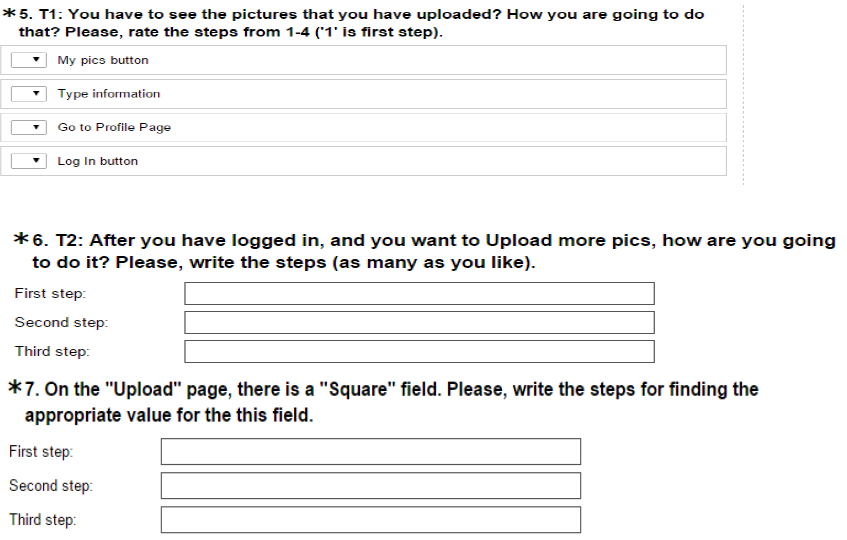 *5. T1: You have to see the pictures that you have uploaded? How you are going to do
that? Please, rate the steps from 1-4 ('1' is first step).
My pics button
Type information
Go to Profile Page
Log In button
*6. T2: After you have logged in, and you want to Upload more pics, how are you going
to do it? Please, write the steps (as many as you like).
First step:
Second step:
Third step:
*7. On the "Upload" page, there is a "Square" field. Please, write the steps for finding the
appropriate value for the this field.
First step:
Second step:
Third step: